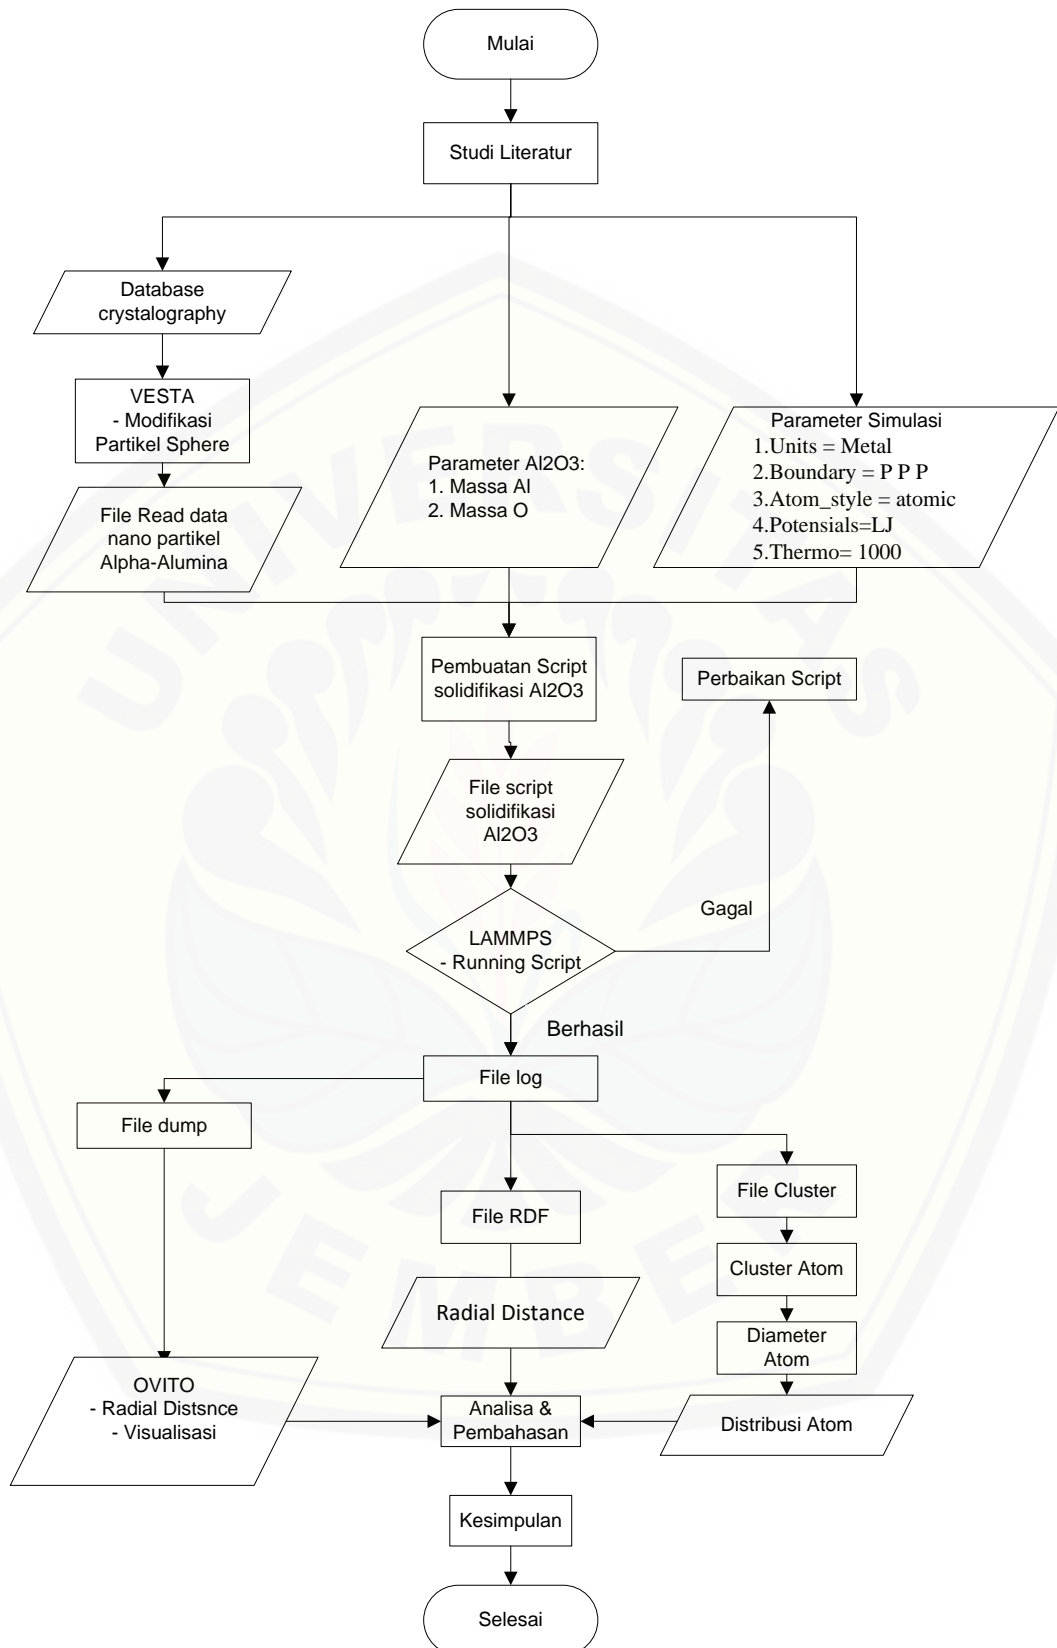 Mulai
Studi Literatur
Database
crystalography
VESTA
- Modifikasi
Partikel Sphere
File Read data
nano partikel
Alpha-Alumina
Parameter Al2O3:
1. Massa Al
2. Massa O
Parameter Simulasi
1.Units = Metal
2.Boundary = P P P
3.Atom_style = atomic
4.Potensials=LJ
5.Thermo= 1000
Pembuatan Script
solidifikasi Al2O3
Perbaikan Script
File script
solidifikasi
Al2O3
Gagal
LAMMPS
- Running Script
Berhasil
File log
File dump
File RDF
File Cluster
Cluster Atom
Radial Distance
Diameter
Atom
OVITO
- Radial Distsnce
- Visualisasi
Analisa &
Pembahasan
Distribusi Atom
Kesimpulan
Selesai
UNIVERSITAS
JEMBER